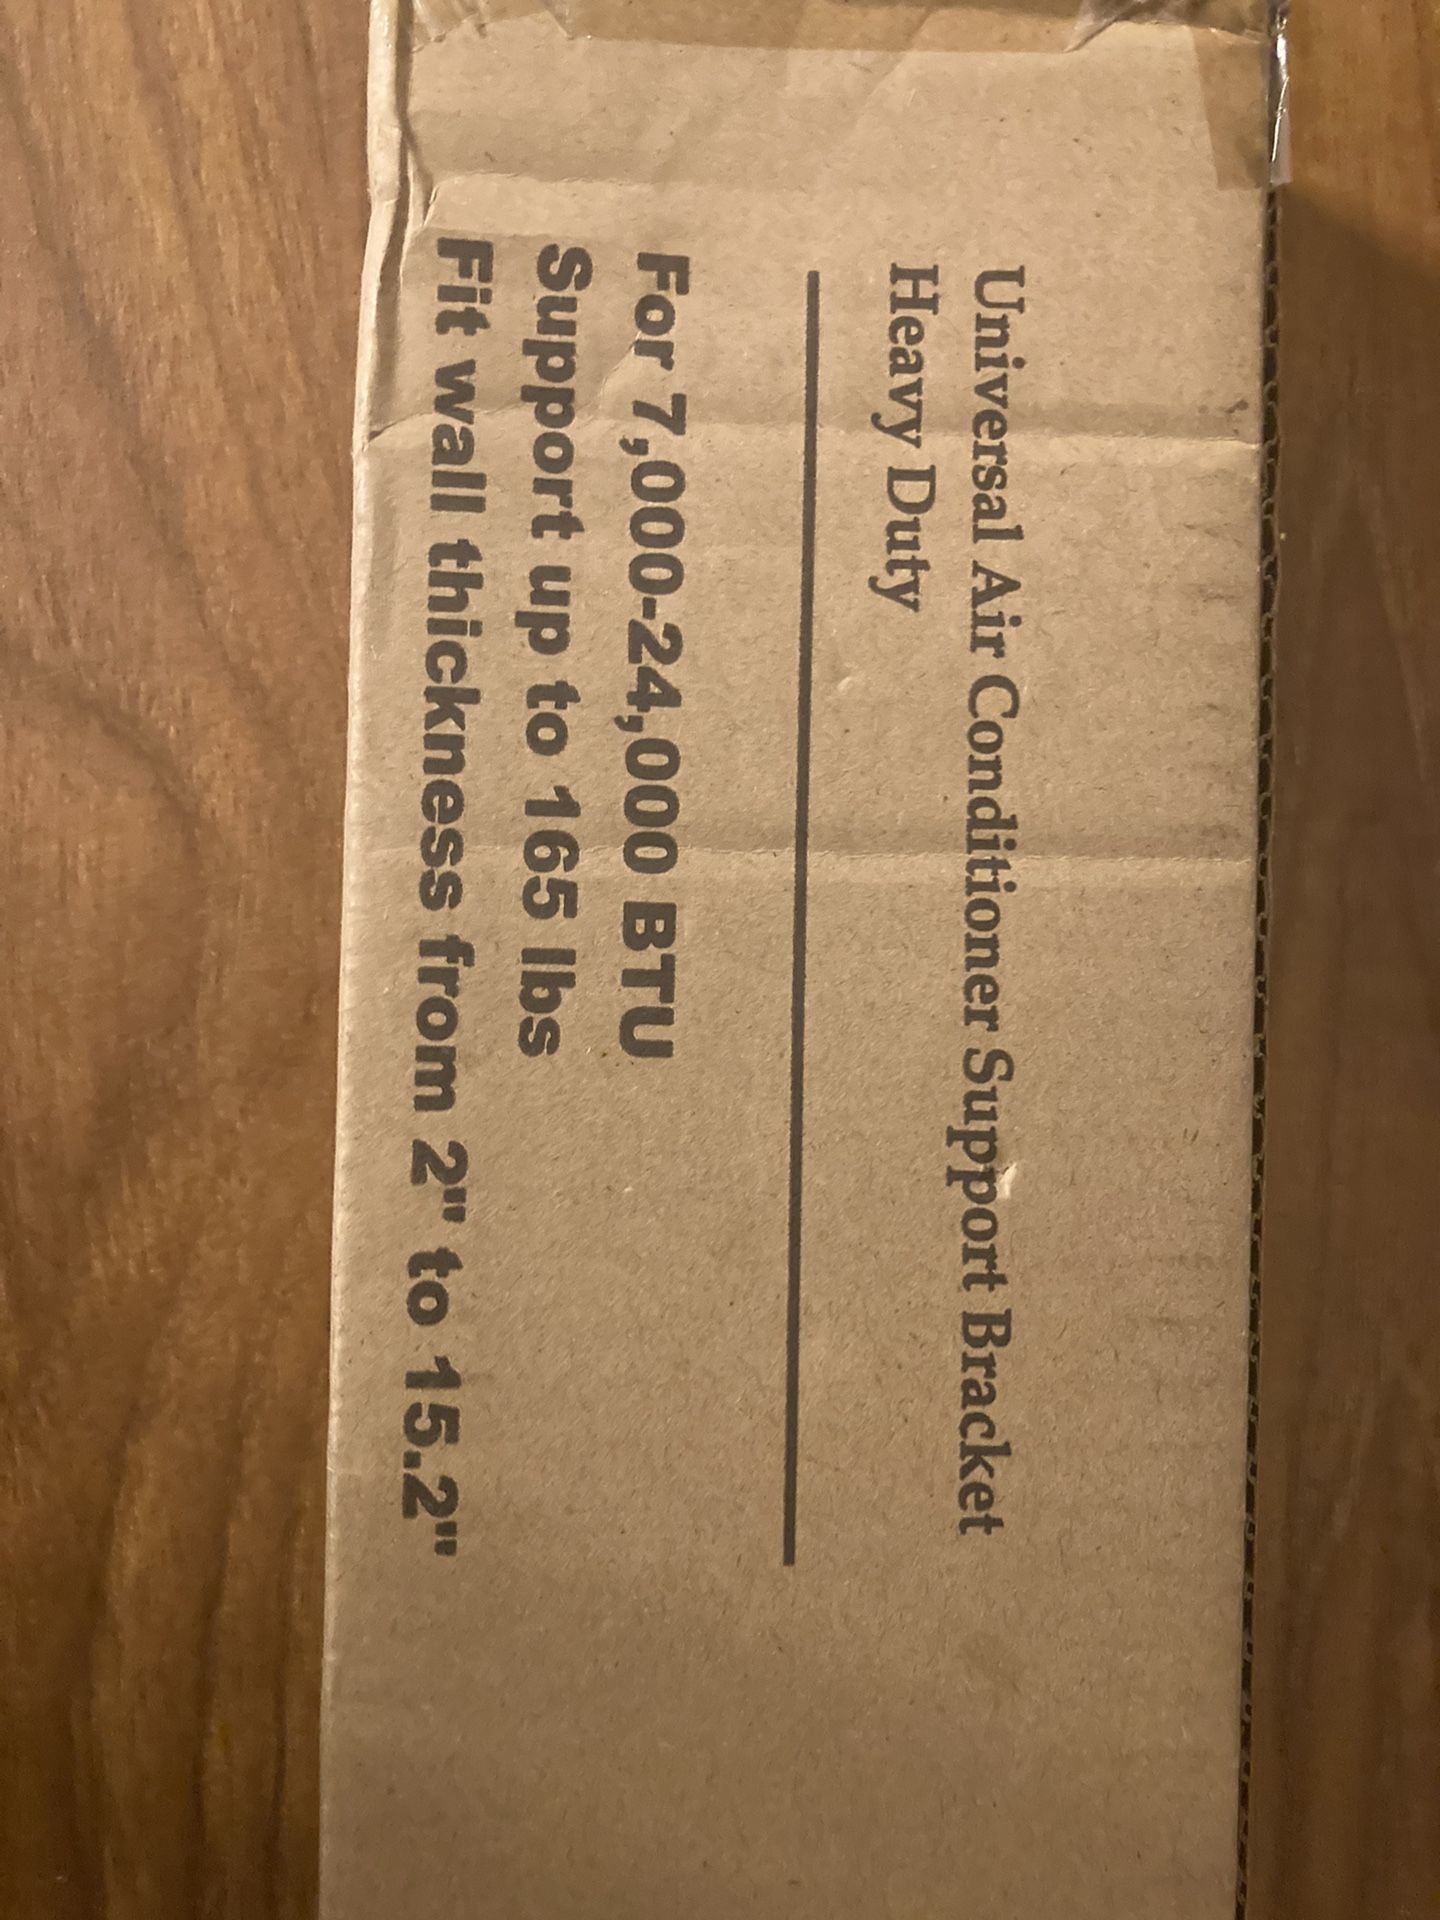 Universal Air Conditioner Support Bracket
Heavy Duty
For 7,000-24,000 BTU
Support up to 165 lbs
Fit wall thickness from 2" to 15.2"